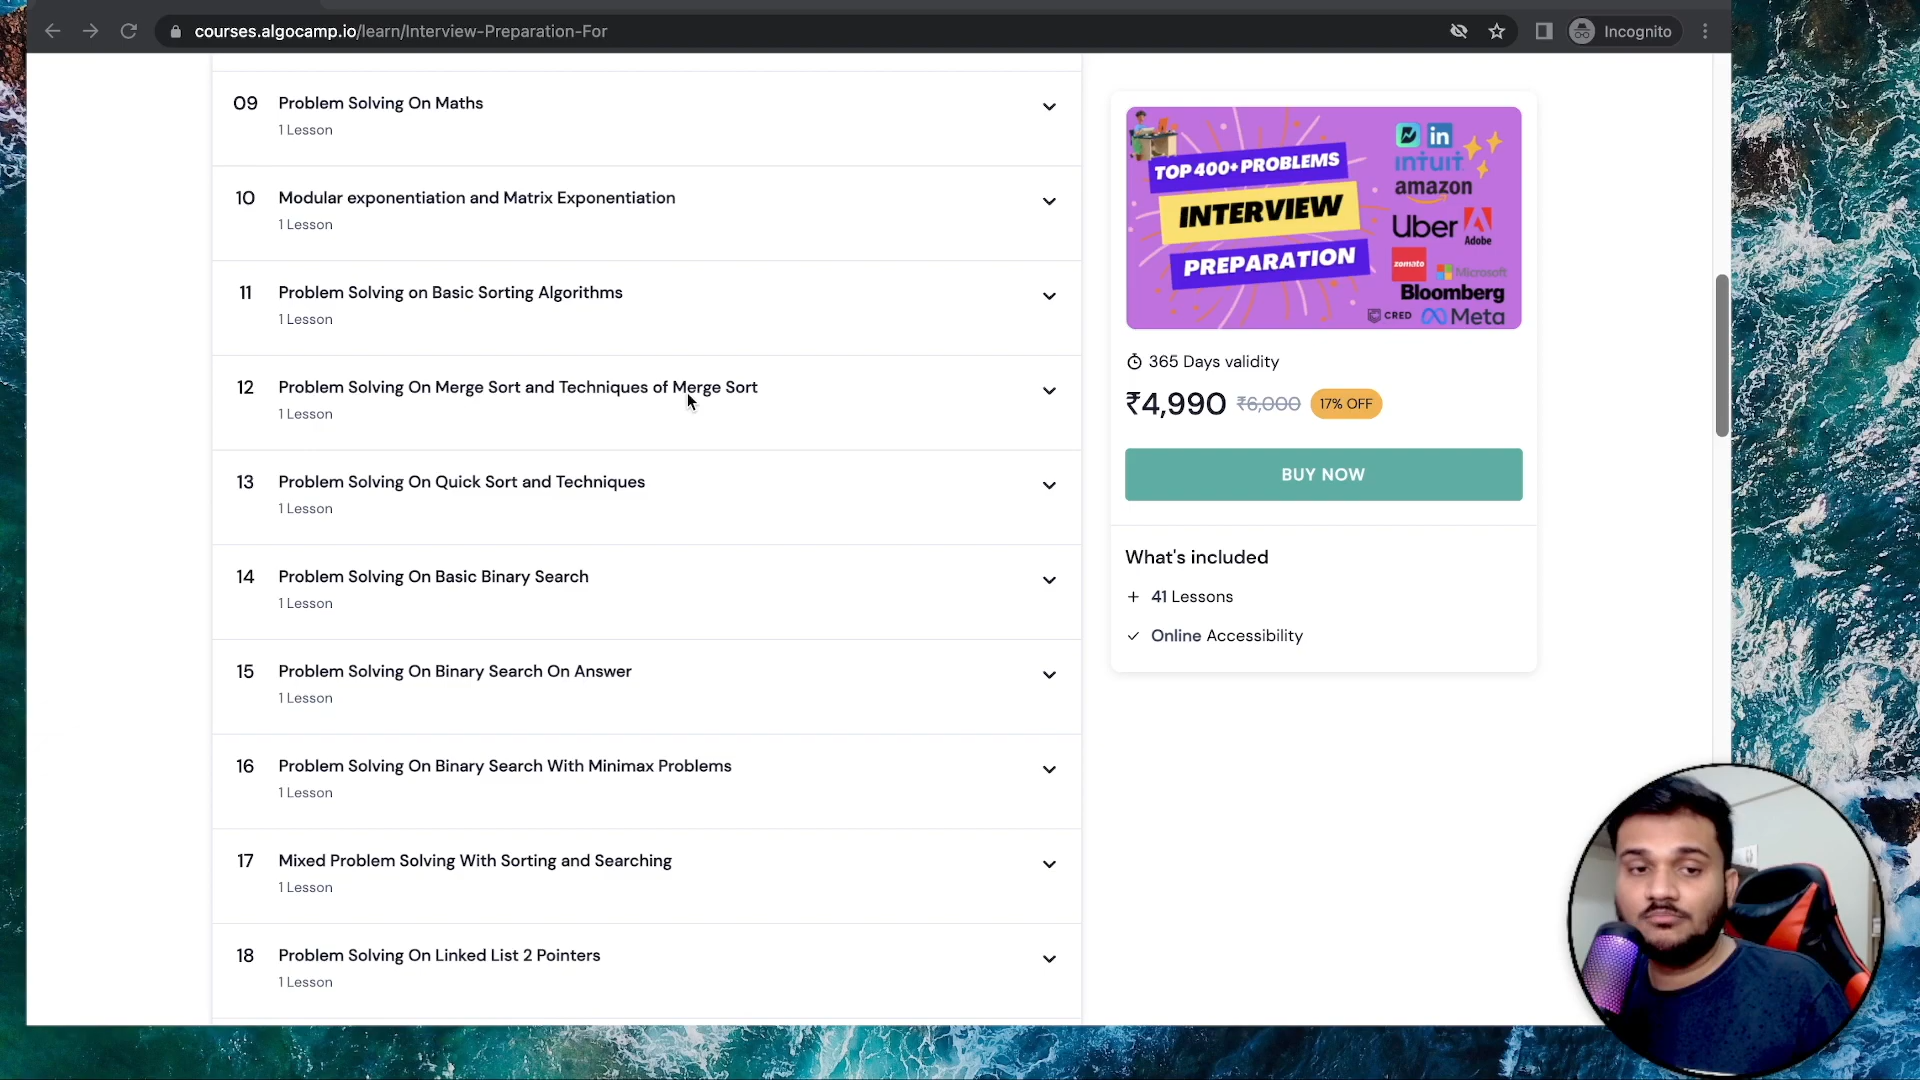 courses.algocamp.io/learn/Interview-Preparation-For
Incognito
09 Problem Solving On Maths
1 Lesson
10 Modular exponentiation and Matrix Exponentiation
1 Lesson
11 Problem Solving on Basic Sorting Algorithms
1 Lesson
12 Problem Solving On Merge Sort and Techniques of Merge Sort
1 Lesson
13 Problem Solving On Quick Sort and Techniques
1 Lesson
14 Problem Solving On Basic Binary Search
1 Lesson
15 Problem Solving On Binary Search On Answer
1 Lesson
16 Problem Solving On Binary Search With Minimax Problems
1 Lesson
17 Mixed Problem Solving With Sorting and Searching
1 Lesson
18 Problem Solving On Linked List 2 Pointers
1 Lesson
TOP 400+ PROBLEMS
INTERVIEW
PREPARATION
in
INTUIT
amazon
Uber
Adobe
zomato
Microsoft
Bloomberg
CRED
Meta
365 Days validity
₹4,990 ₹6,000 17% OFF
BUY NOW
What's included
+ 41 Lessons
Online Accessibility